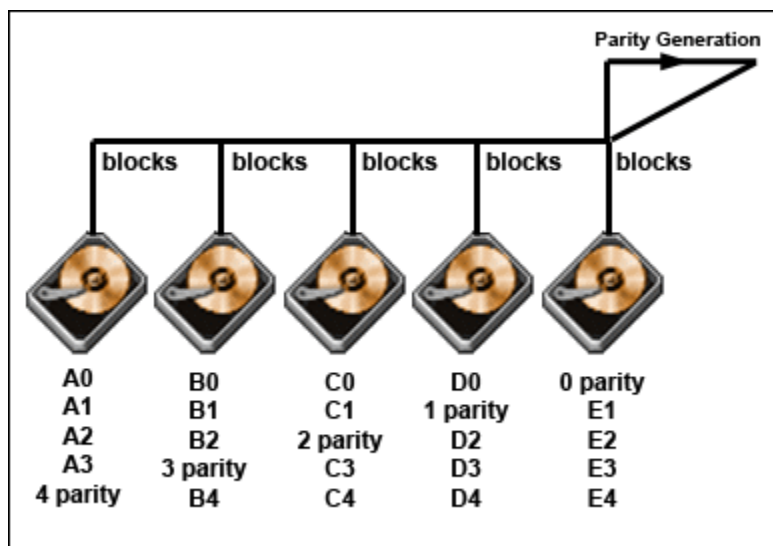 Parity Generation
blocks blocks blocks blocks blocks
A0 B0 C0 D0 0 parity
A1 B1 C1 1 parity E1
A2 B2 2 parity D2 E2
A3 3 parity C3 D3 E3
4 parity B4 C4 D4 E4